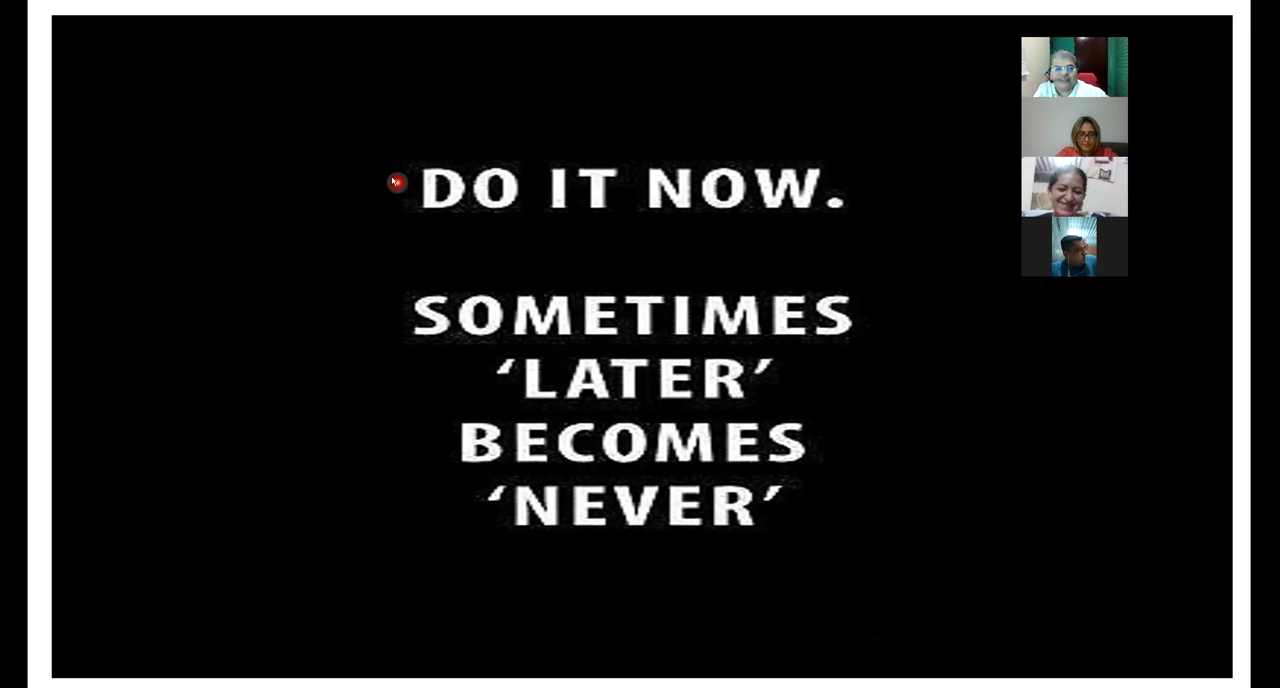 DO IT NOW.
SOMETIMES
‘LATER’
BECOMES
‘NEVER’